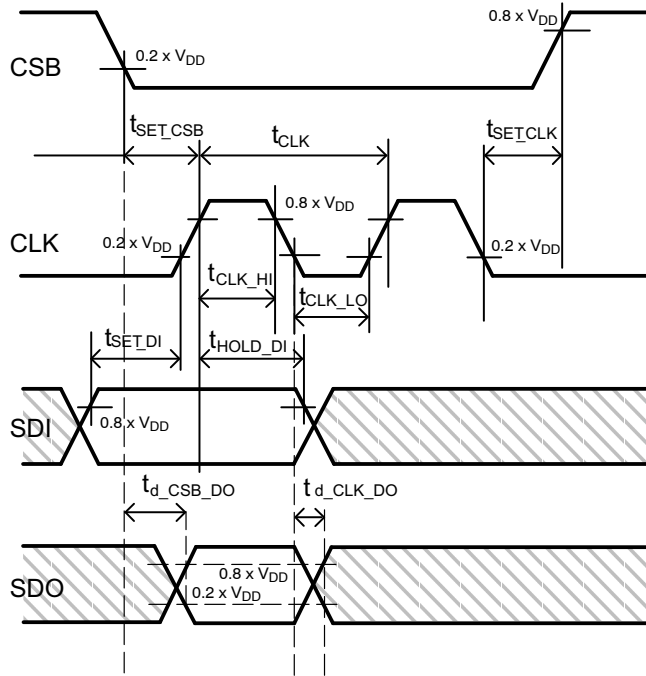 0.8 x VDD
0.2 x VDD
CSB
tSET_CSB
tCLK
tSET_CLK
0.8 x VDD
CLK
0.2 x VDD
0.2 x VDD
tCLK_HI
tCLK_LO
tSET_DI
tHOLD_DI
0.8 x VDD
SDI
td_CSB_DO
t d_CLK_DO
0.8 x VDD
SDO
0.2 x VDD